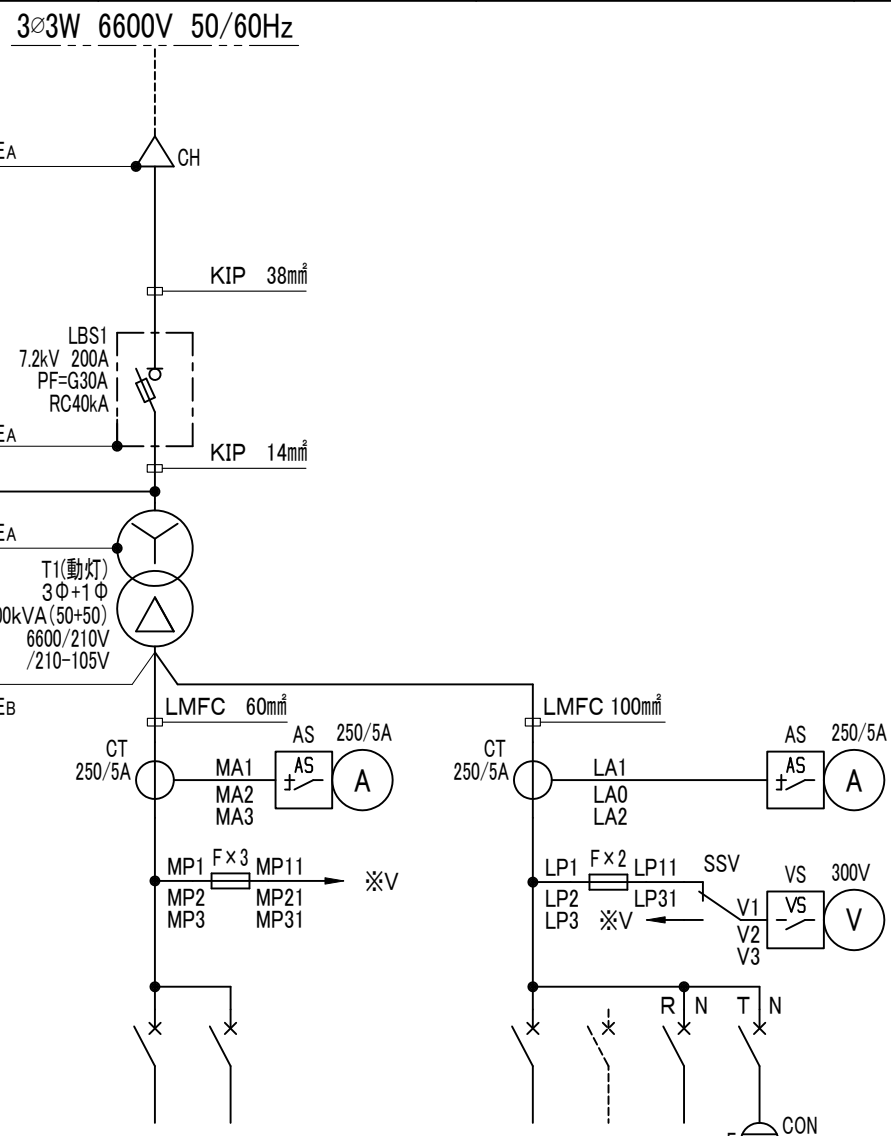 3∅3W 6600V 50/60Hz
EA
CH
KIP 38mm²
LBS1
7.2kV 200A
PF=G30A
RC40kA
EA
KIP 14mm²
EA
T1(動灯)
3Φ+1Φ
00kVA(50+50)
6600/210V
/210-105V
EB
LMFC 60mm²
LMFC 100mm²
CT
250/5A
MA1
MA2
MA3
AS 250/5A
AS
A
CT
250/5A
LA1
LA0
LA2
AS 250/5A
AS
A
MP1 F×3 MP11
MP2 MP21
MP3 MP31
※V
LP1 F×2 LP11
LP2 LP31
LP3 ※V
SSV
V1
V2
V3
VS 300V
VS
V
R N T N
E
CON